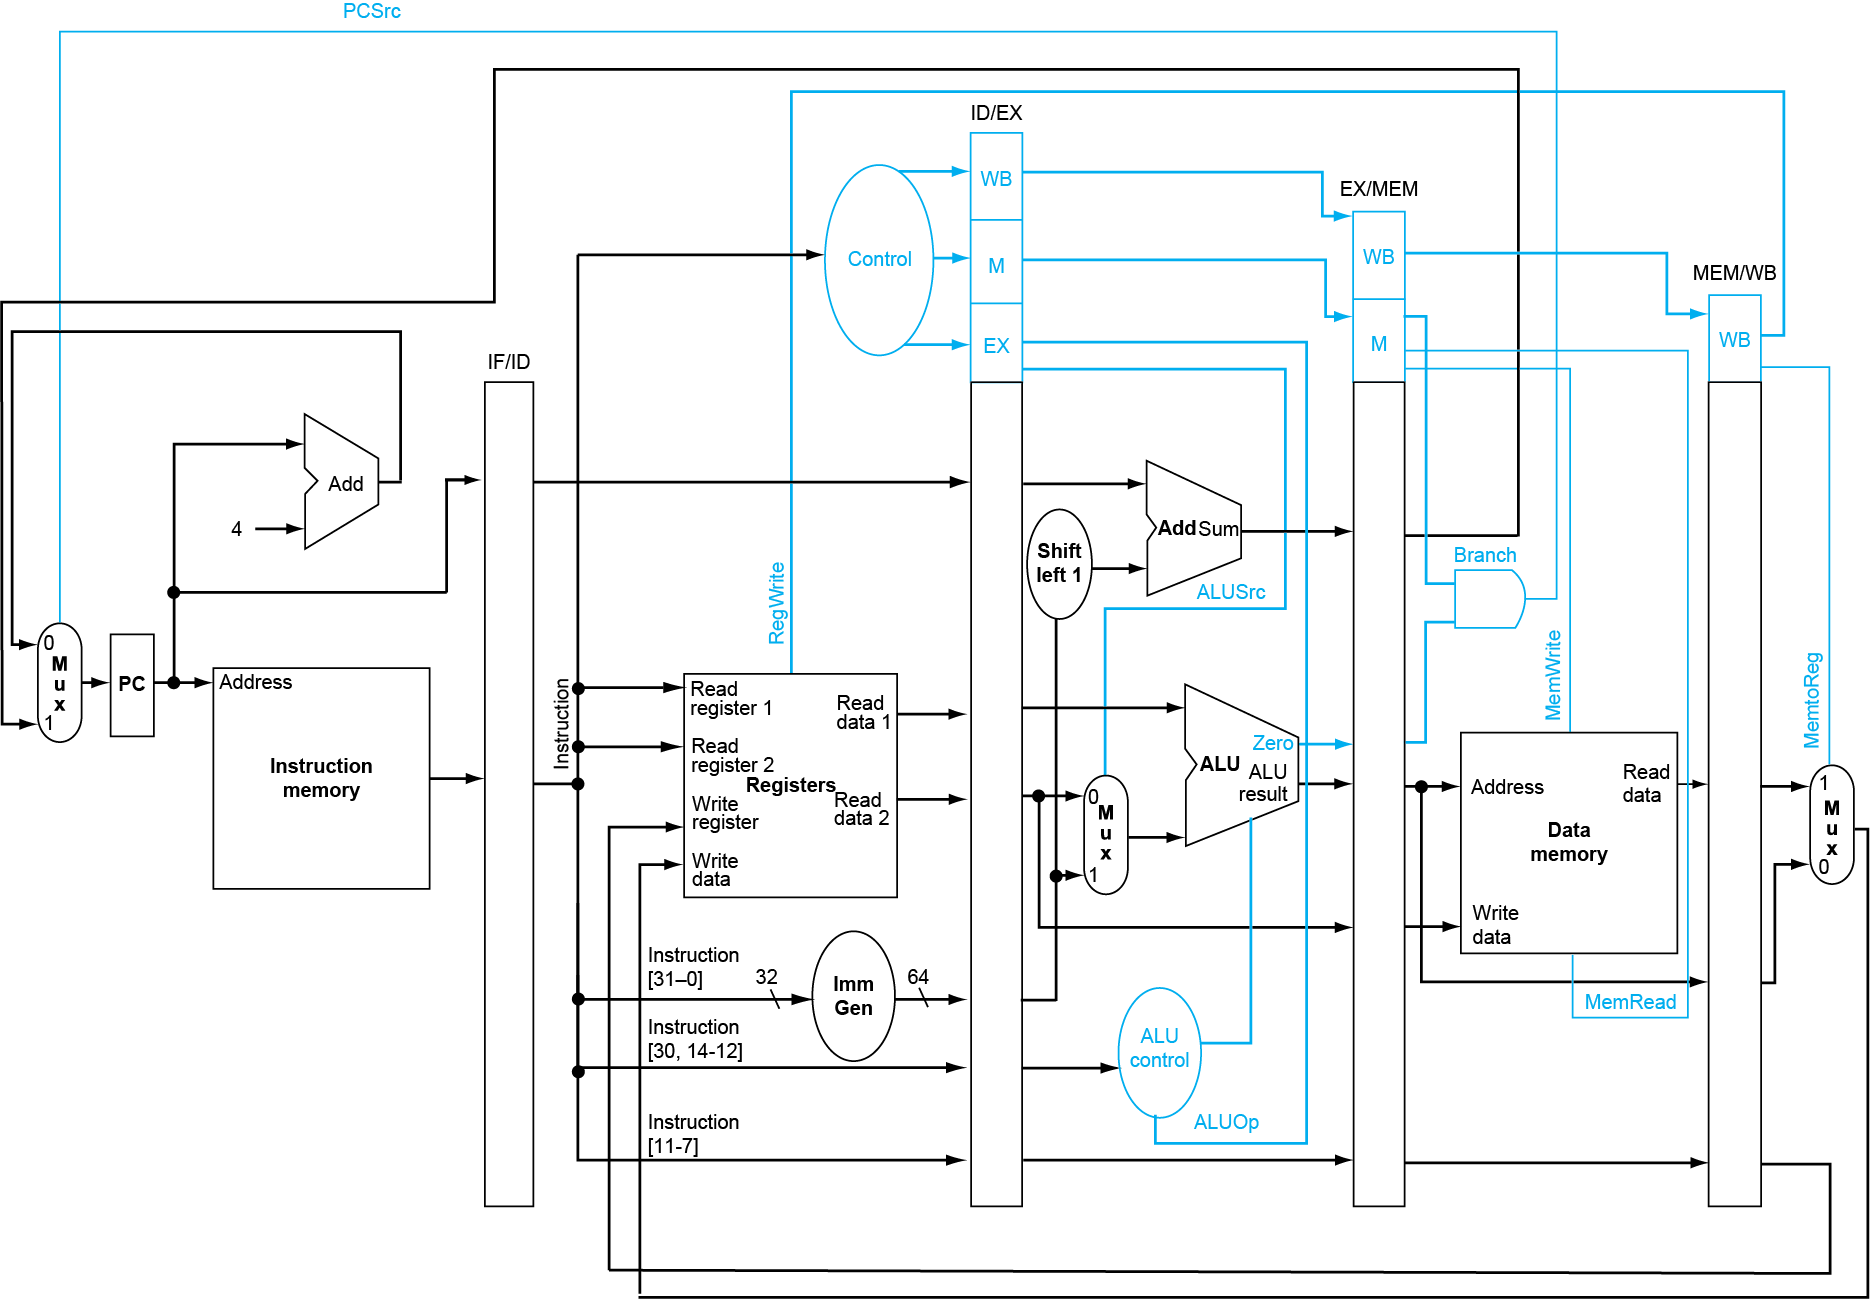 PCSrc
ID/EX
WB
EX/MEM
Control
M
WB
MEM/WB
EX
M
WB
IF/ID
Add
4
Add Sum
Shift
left 1
Branch
ALUSrc
RegWrite
MemWrite
MemtoReg
0
M
u
x
1
PC
Address
Instruction
memory
Instruction
Read
register 1
Read
register 2
Write
register
Write
data
Registers
Read
data 1
Read
data 2
0
M
u
x
1
Zero
ALU
ALU
result
Address
Read
data
Data
memory
Write
data
1
M
u
x
0
Instruction
[31–0]
32
Imm
Gen
64
MemRead
Instruction
[30, 14-12]
ALU
control
Instruction
[11-7]
ALUOp